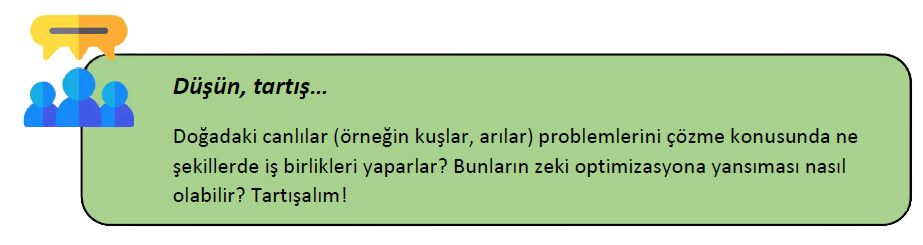 Düşün, tartış...
Doğadaki canlılar (örneğin kuşlar, arılar) problemlerini çözme konusunda ne
şekillerde iş birlikleri yaparlar? Bunların zeki optimizasyona yansıması nasıl
olabilir? Tartışalım!